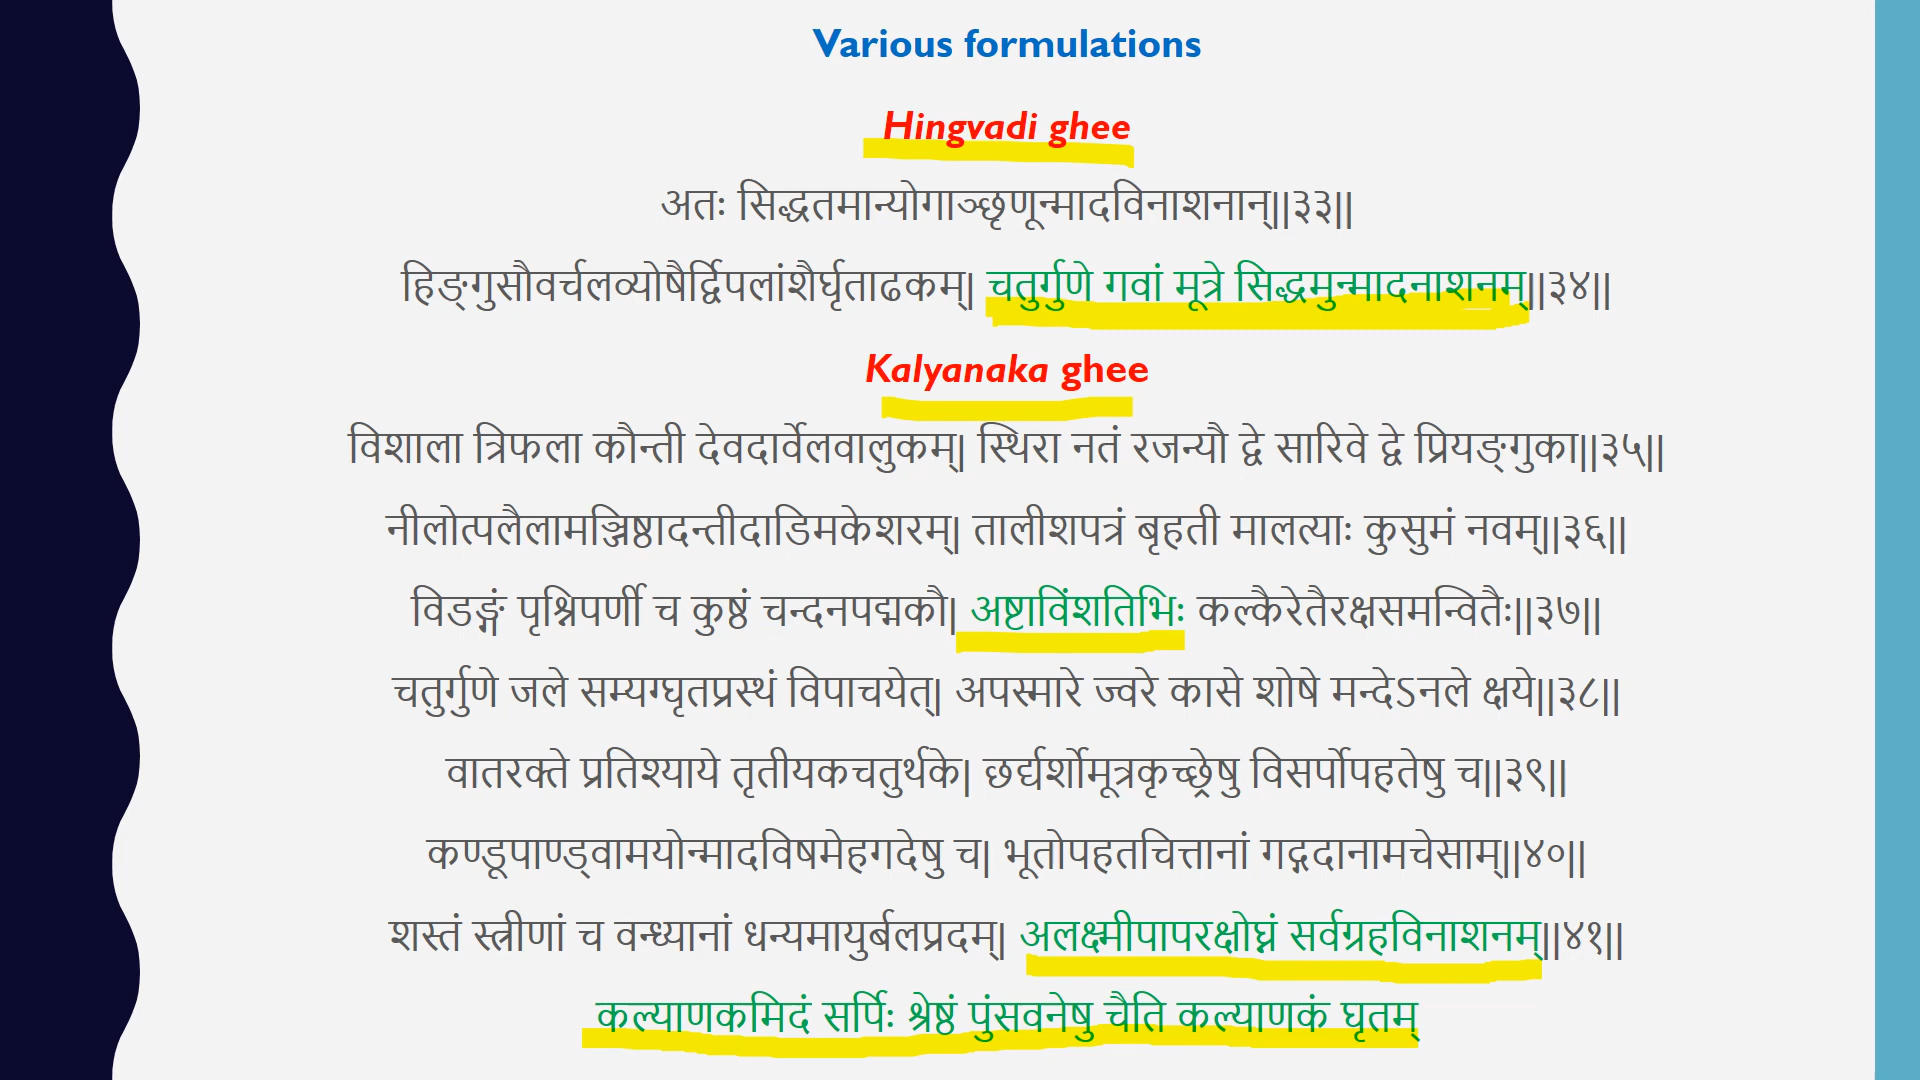 Various formulations
Hingvadi ghee
अतः सिद्धतमान्योगाञ्छृणून्मादविनाशनान्||३३||
हिङ्गुसौवर्चलव्योषैर्द्विपलांशैर्घृताढकम्| चतुर्गुणे गवां मूत्रे सिद्धमुन्मादनाशनम्||३४||
Kalyanaka ghee
विशाला त्रिफला कौन्ती देवदार्वेलवालुकम्| स्थिरा नतं रजन्यौ द्वे सारिवे द्वे प्रियङ्गुका||३५||
नीलोत्पलैलामञ्जिष्ठादन्तीदाडिमकेशरम्| तालीशपत्रं बृहती मालत्याः कुसुमं नवम्||३६||
विडङ्गं पृश्निपर्णी च कुष्ठं चन्दनपद्मकौ| अष्टाविंशतिभिः कल्कैरेतैरक्षसमन्वितैः||३७||
चतुर्गुणे जले सम्यग्घृतप्रस्थं विपाचयेत्| अपस्मारे ज्वरे कासे शोषे मन्देऽनले क्षये||३८||
वातरक्ते प्रतिश्याये तृतीयकचतुर्थके| छर्द्यर्शोमूत्रकृच्छ्रेषु विसर्पोपहतेषु च||३९||
कण्डूपाण्ड्वामयोन्मादविषमेहगदेषु च| भूतोपहतचित्तानां गद्गदानामचेसाम्||४०||
शस्तं स्त्रीणां च वन्ध्यानां धन्यमायुर्बलप्रदम्| अलक्ष्मीपापरक्षोघ्नं सर्वग्रहविनाशनम्||४१||
कल्याणकमिदं सर्पिः श्रेष्ठं पुंसवनेषु चैति कल्याणकं घृतम्